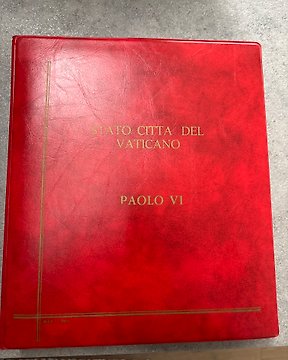 STATO CITTA DEL
VATICANO
PAOLO VI